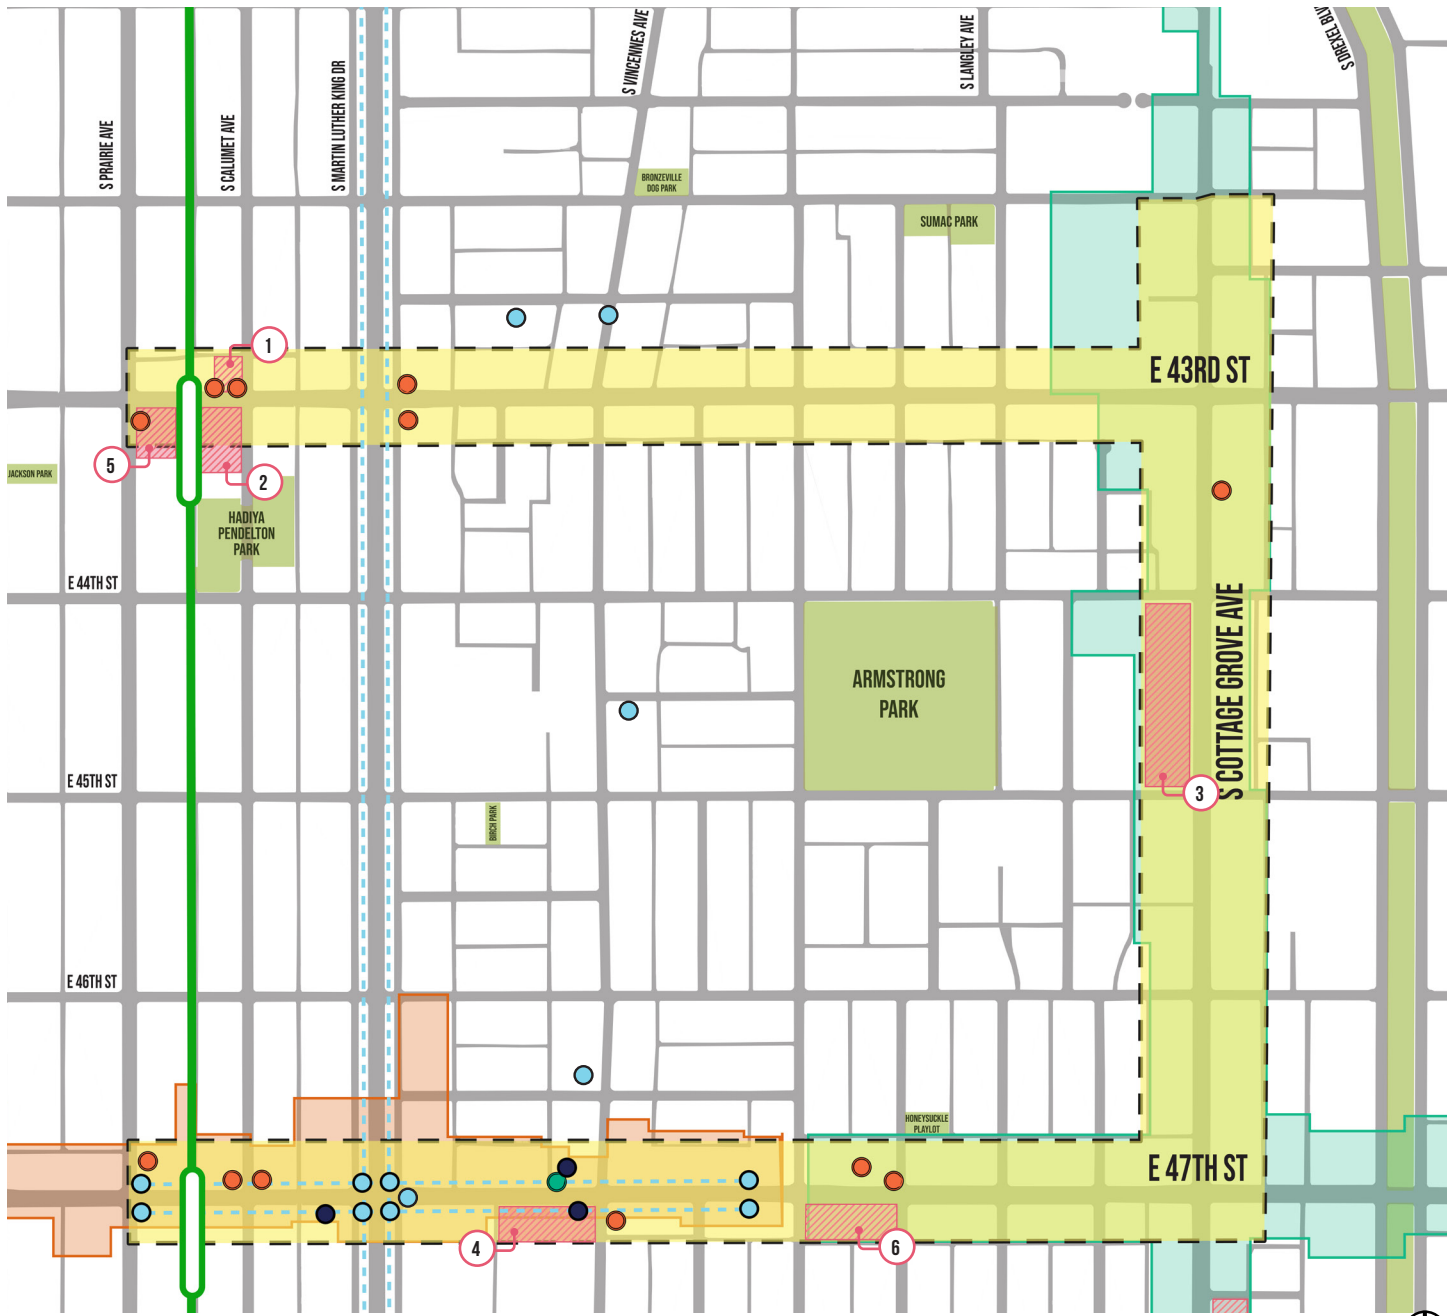 S PRAIRIE AVE
S CALUMET AVE
S MARTIN LUTHER KING DR
S VINCENNES AVE
S LANGLEY AVE
S DREXEL BLV
BRONZEVILLE
DOG PARK
SUMAC PARK
1
E 43RD ST
5
2
JACKSON PARK
HADIYA
PENDELTON
PARK
E 44TH ST
S COTTAGE GROVE AVE
ARMSTRONG
PARK
E 45TH ST
3
BIRCH PARK
E 46TH ST
HONEYSUCKLE
PLAYLOT
E 47TH ST
4
6